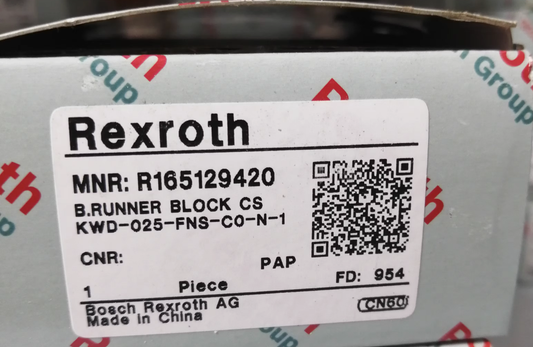 Rexroth
MNR: R165129420
B.RUNNER BLOCK CS
KWD-025-FNS-C0-N-1
CNR:
PAP
1 Piece
FD: 954
Bosch Rexroth AG
Made in China
CN60
Group